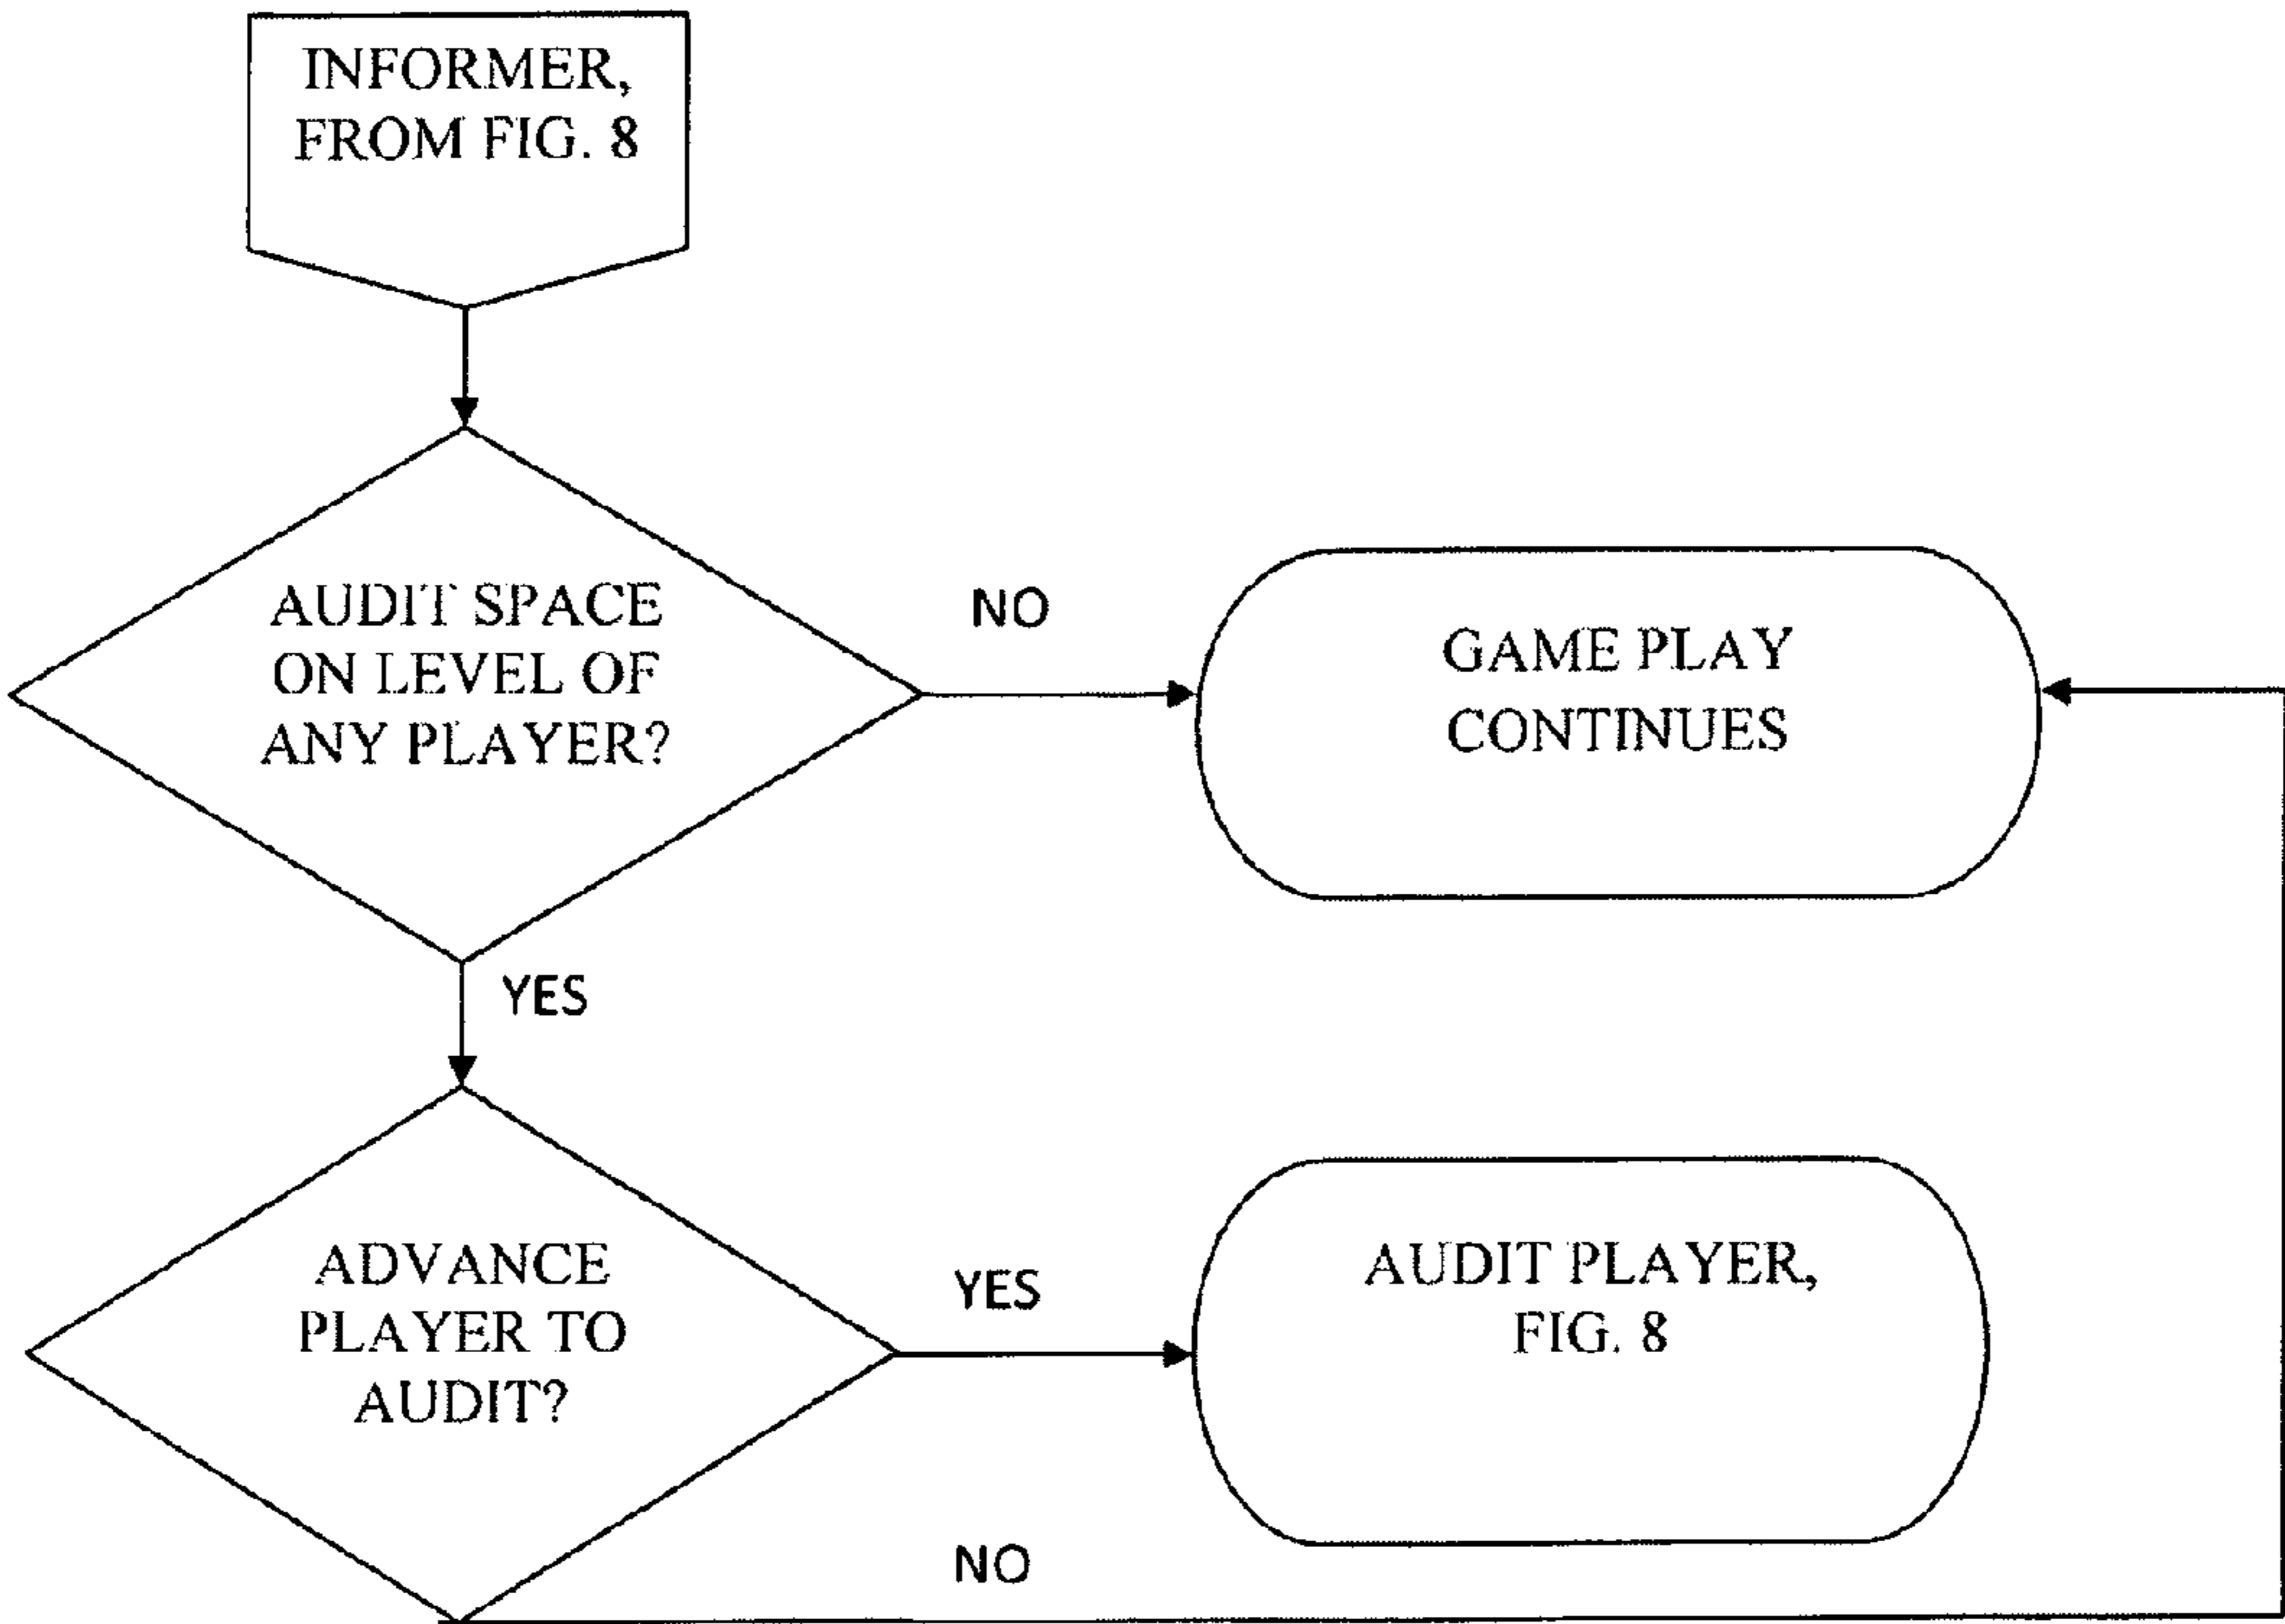 INFORMER,
FROM FIG. 8
AUDIT SPACE
ON LEVEL OF
ANY PLAYER?
NO
GAME PLAY
CONTINUES
YES
ADVANCE
PLAYER TO
AUDIT?
YES
AUDIT PLAYER,
FIG. 8
NO